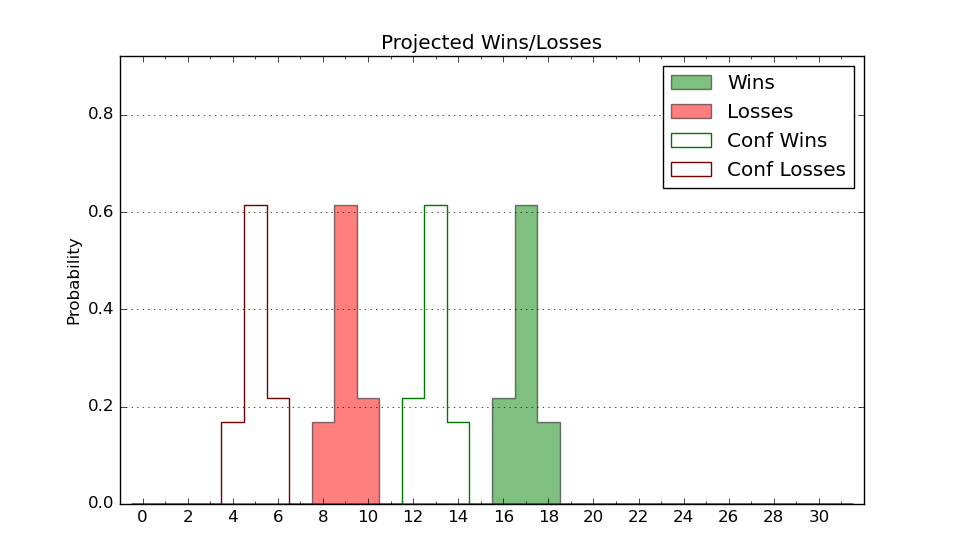 Projected Wins/Losses
Wins
Losses
Conf Wins
Conf Losses
Probability
0.8
0.6
0.4
0.2
0.0
0 2 4 6 8 10 12 14 16 18 20 22 24 26 28 30